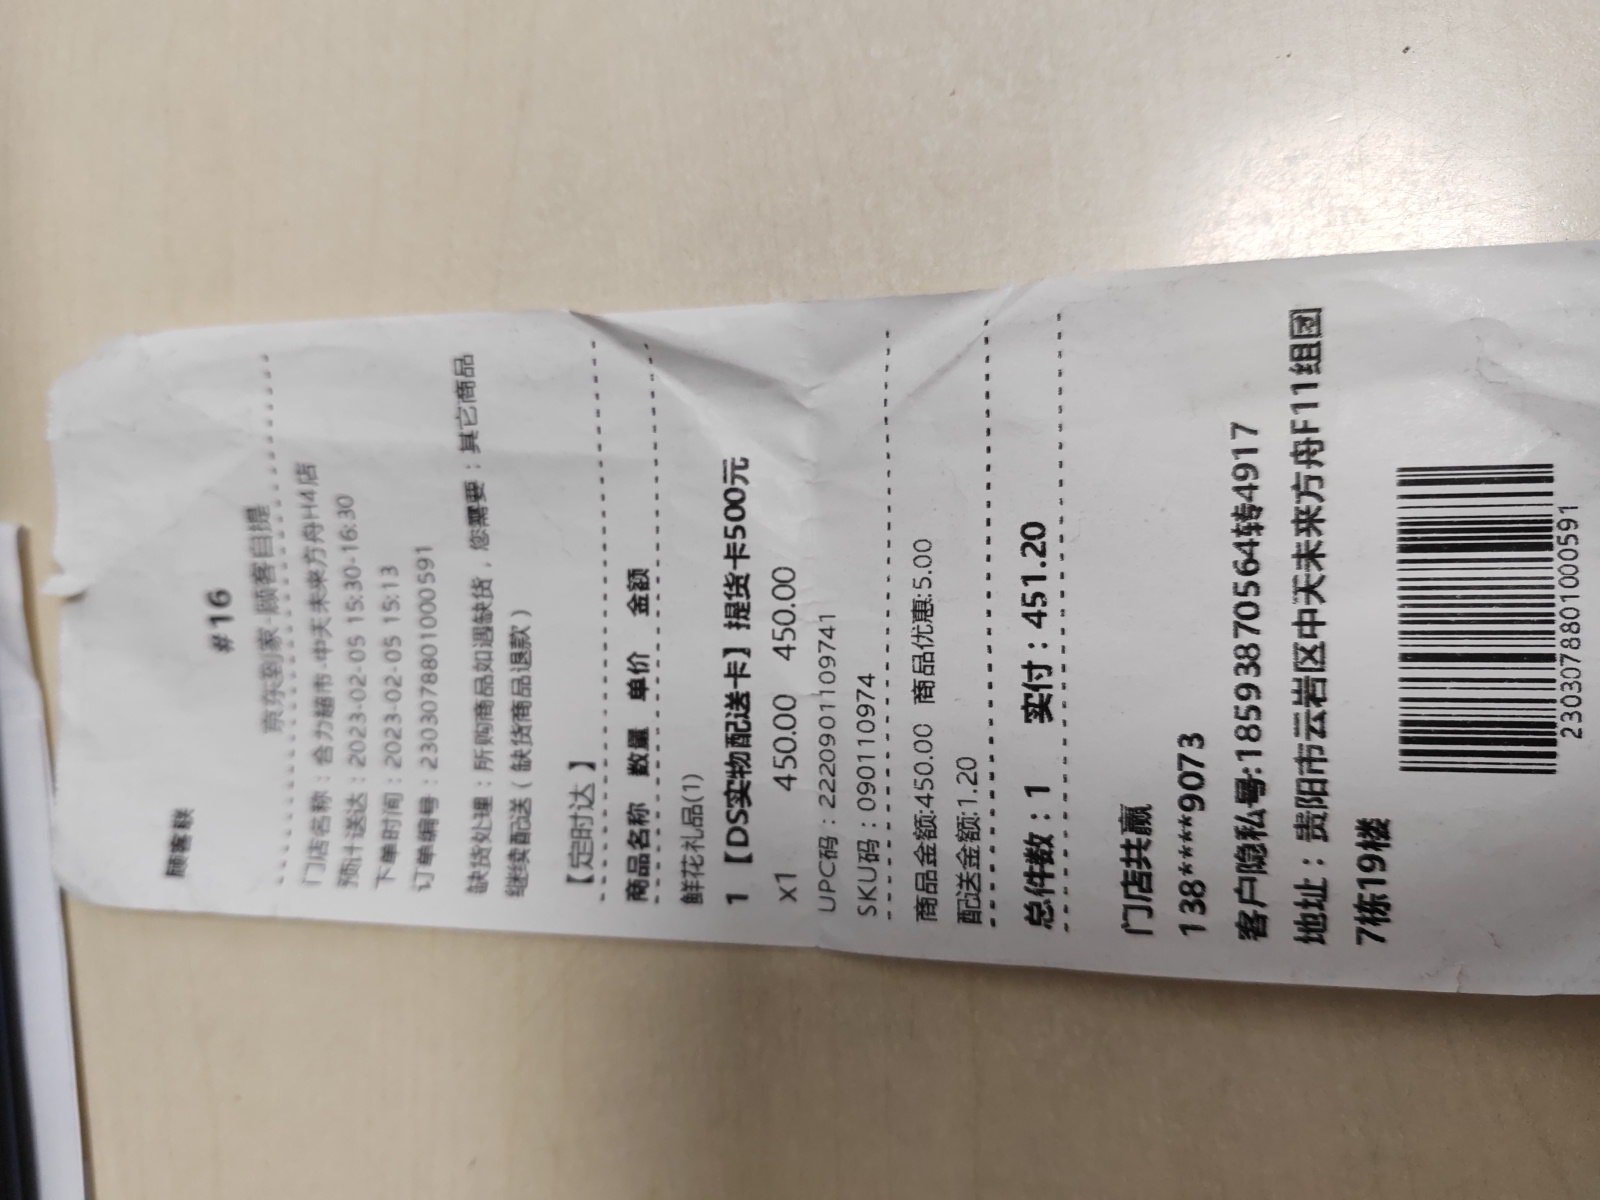 顾客联
#16
京东到家-顾客自提
门店名称：合力超市-中天未来方舟H4店
预计送达：2023-02-05 15:30-16:30
下单时间：2023-02-05 15:13
订单编号：2303078801000591
缺货处理：所购商品如遇缺货，您需要：其它商品
继续配送（缺货商品退款）
【定时达】
商品名称 数量 单价 金额
鲜花礼品(1)
1 【DS实物配送卡】提货卡500元
x1 450.00 450.00
UPC码：2220901109741
SKU码：090110974
商品金额:450.00 商品优惠:5.00
配送金额:1.20
总件数：1 实付：451.20
门店共赢
138****9073
客户隐私号:18593870564转4917
地址：贵阳市云岩区中天未来方舟F11组团
7栋19楼
2303078801000591